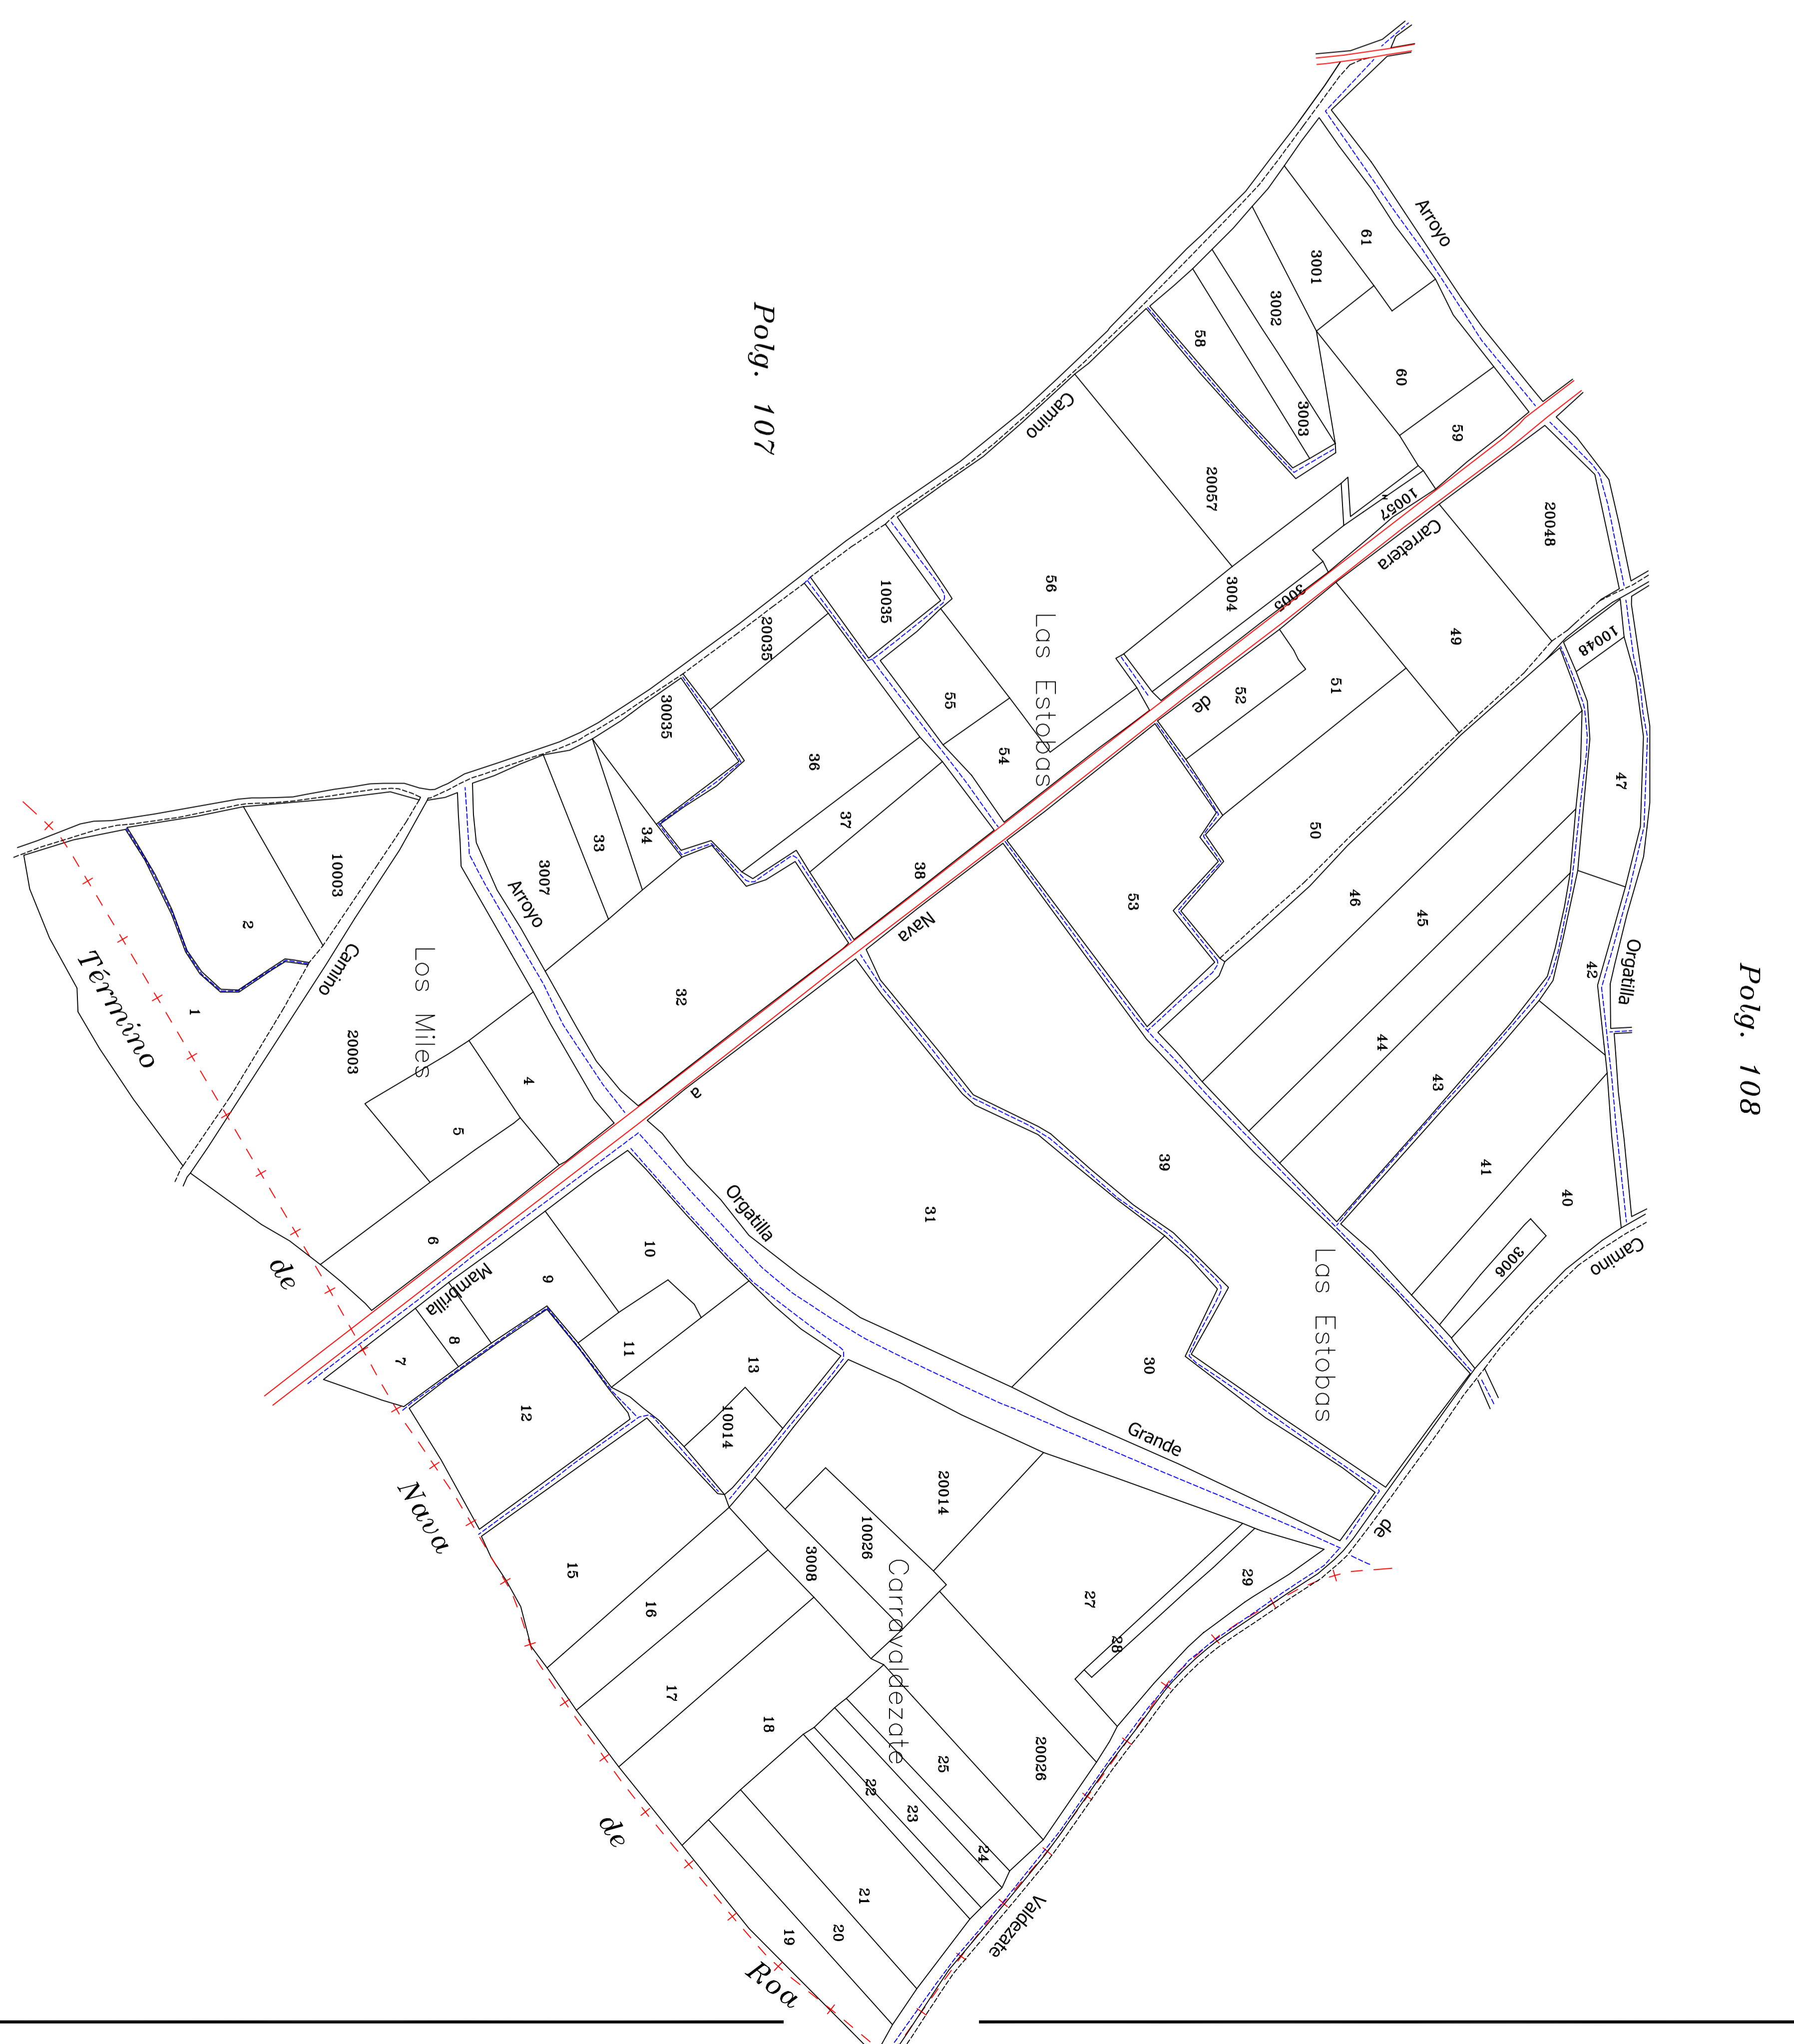 Polg. 107
Polg. 108
Arroyo
61
3001
3002
58
3003
60
59
Camino
20057
10057
Carretera
20048
56
Las Estobas
3004
3005
49
10048
10035
20035
55
54
52
de
51
47
30035
36
37
38
50
46
45
53
Nava
42
Orgatilla
34
33
3007
Arroyo
10003
2
Camino
Los Miles
32
1
Término
20003
4
5
a
44
43
39
41
40
3006
Camino
6
de
Mambrilla
10
9
8
7
11
Orgatilla
31
Las Estobas
30
13
12
10014
Grande
de
Nava
20014
10026
3008
Carravaldezate
15
16
27
28
29
17
18
25
20026
22
23
24
21
20
19
de
Roa
Valdezate